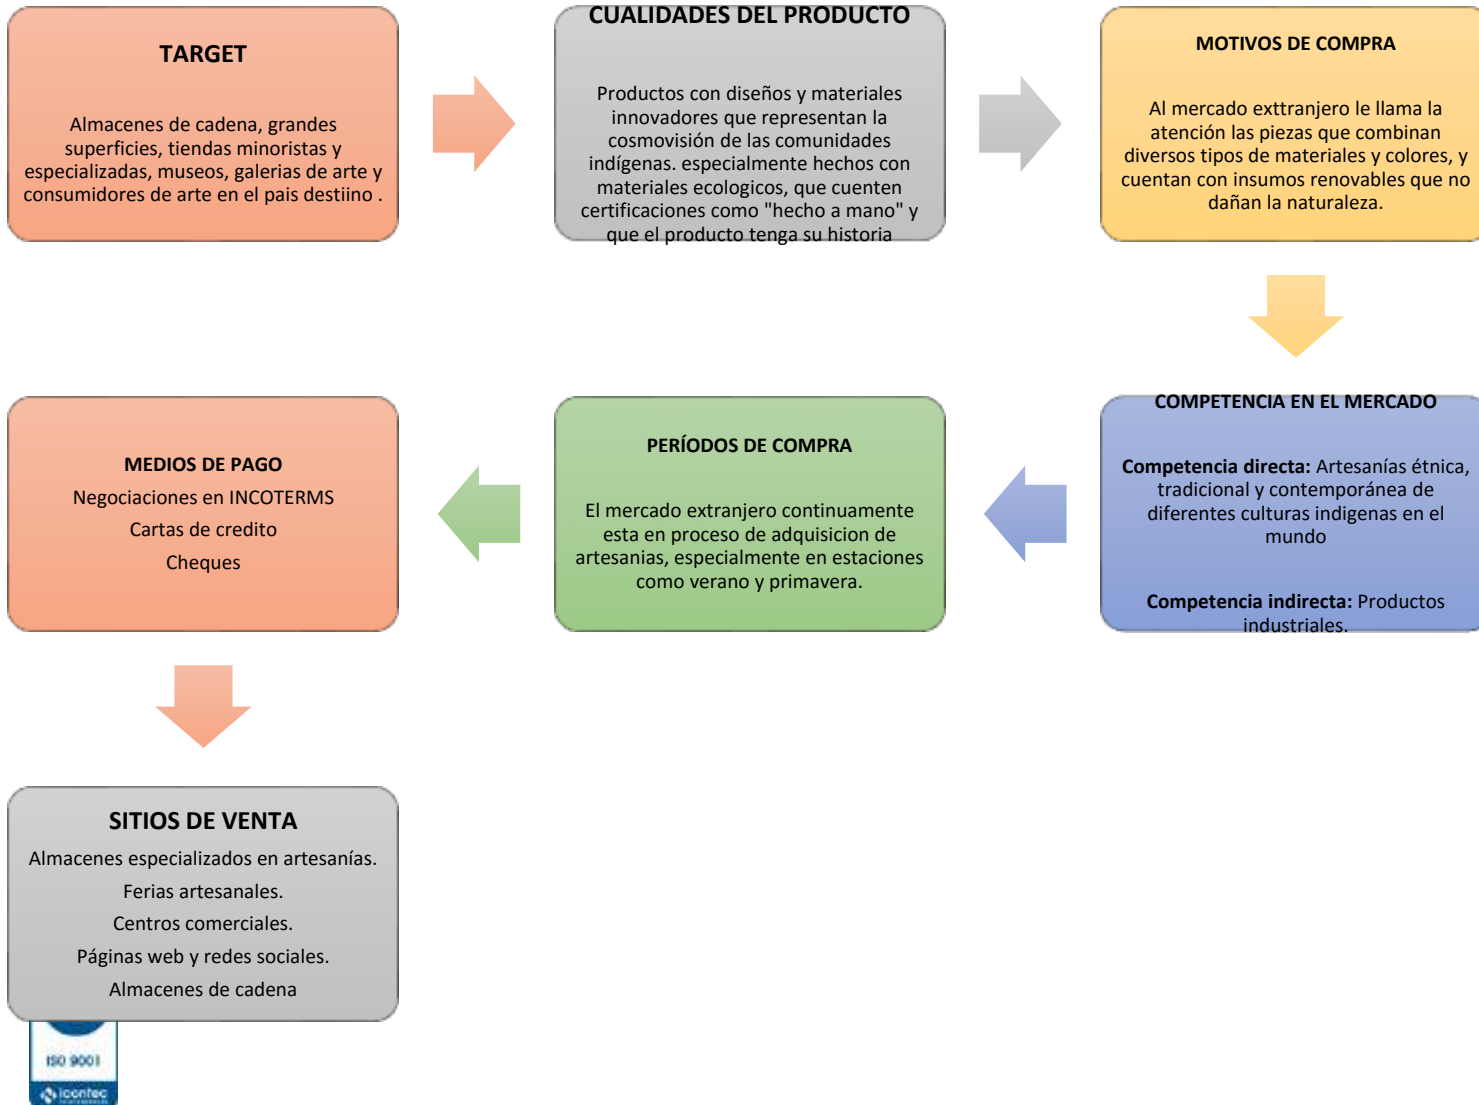 TARGET
Almacenes de cadena, grandes
superficies, tiendas minoristas y
especializadas, museos, galerias de arte y
consumidores de arte en el pais destiino .
CUALIDADES DEL PRODUCTO
Productos con diseños y materiales
innovadores que representan la
cosmovisión de las comunidades
indígenas. especialmente hechos con
materiales ecologicos, que cuenten
certificaciones como "hecho a mano" y
que el producto tenga su historia
MOTIVOS DE COMPRA
Al mercado exttranjero le llama la
atención las piezas que combinan
diversos tipos de materiales y colores, y
cuentan con insumos renovables que no
dañan la naturaleza.
COMPETENCIA EN EL MERCADO
Competencia directa: Artesanías étnica,
tradicional y contemporánea de
diferentes culturas indigenas en el
mundo
Competencia indirecta: Productos
industriales.
PERÍODOS DE COMPRA
El mercado extranjero continuamente
esta en proceso de adquisicion de
artesanias, especialmente en estaciones
como verano y primavera.
MEDIOS DE PAGO
Negociaciones en INCOTERMS
Cartas de credito
Cheques
SITIOS DE VENTA
Almacenes especializados en artesanías.
Ferias artesanales.
Centros comerciales.
Páginas web y redes sociales.
Almacenes de cadena
ISO 9001
icontec